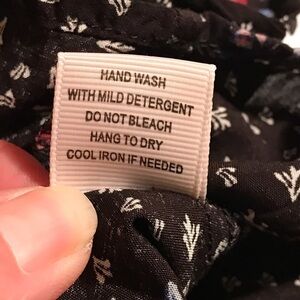 HAND WASH
WITH MILD DETERGENT
DO NOT BLEACH
HANG TO DRY
COOL IRON IF NEEDED